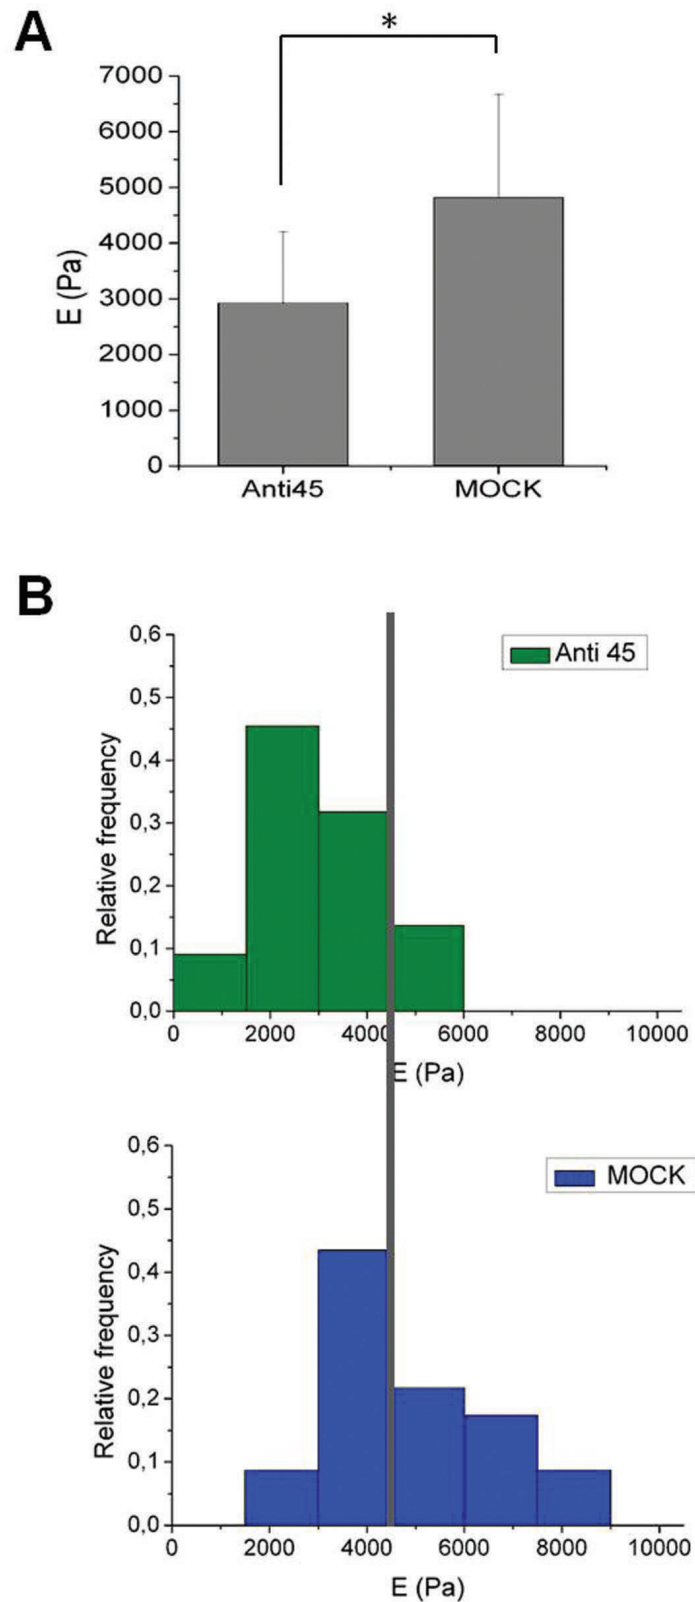 A
*
7000
6000
5000
4000
3000
2000
1000
0
E (Pa)
Anti45 MOCK
B
Anti 45
0,6
0,5
0,4
0,3
0,2
0,1
0,0
Relative frequency
0 2000 4000 6000 8000 10000
E (Pa)
MOCK
0,6
0,5
0,4
0,3
0,2
0,1
0,0
Relative frequency
0 2000 4000 6000 8000 10000
E (Pa)